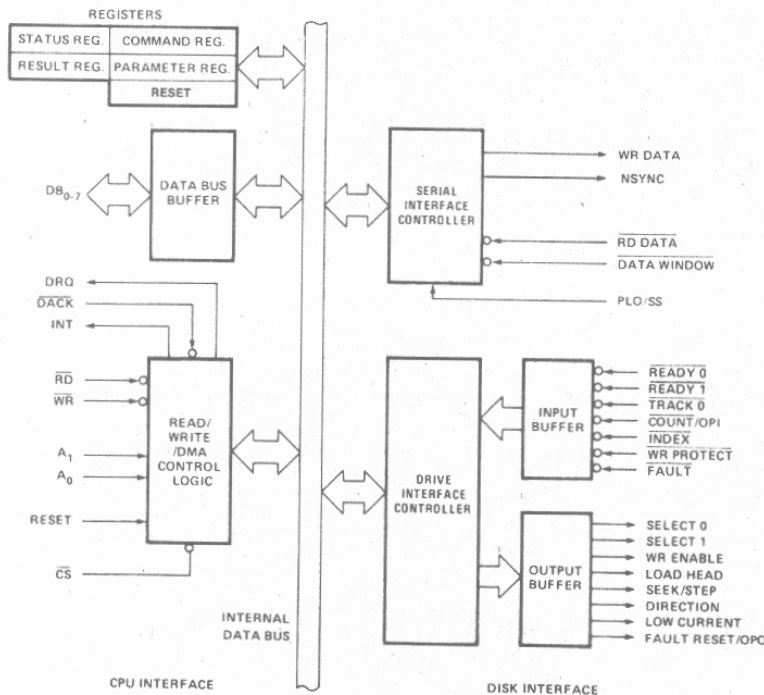 REGISTERS
STATUS REG. COMMAND REG.
RESULT REG. PARAMETER REG.
RESET
DB0-7
DATA BUS
BUFFER
SERIAL
INTERFACE
CONTROLLER
WR DATA
NSYNC
RD DATA
DATA WINDOW
PLO/SS
DRQ
DACK
INT
RD
WR
A1
A0
RESET
CS
READ/
WRITE
/DMA
CONTROL
LOGIC
INTERNAL
DATA BUS
DRIVE
INTERFACE
CONTROLLER
INPUT
BUFFER
READY 0
READY 1
TRACK 0
COUNT/OPI
INDEX
WR PROTECT
FAULT
OUTPUT
BUFFER
SELECT 0
SELECT 1
WR ENABLE
LOAD HEAD
SEEK/STEP
DIRECTION
LOW CURRENT
FAULT RESET/OPO
CPU INTERFACE
DISK INTERFACE